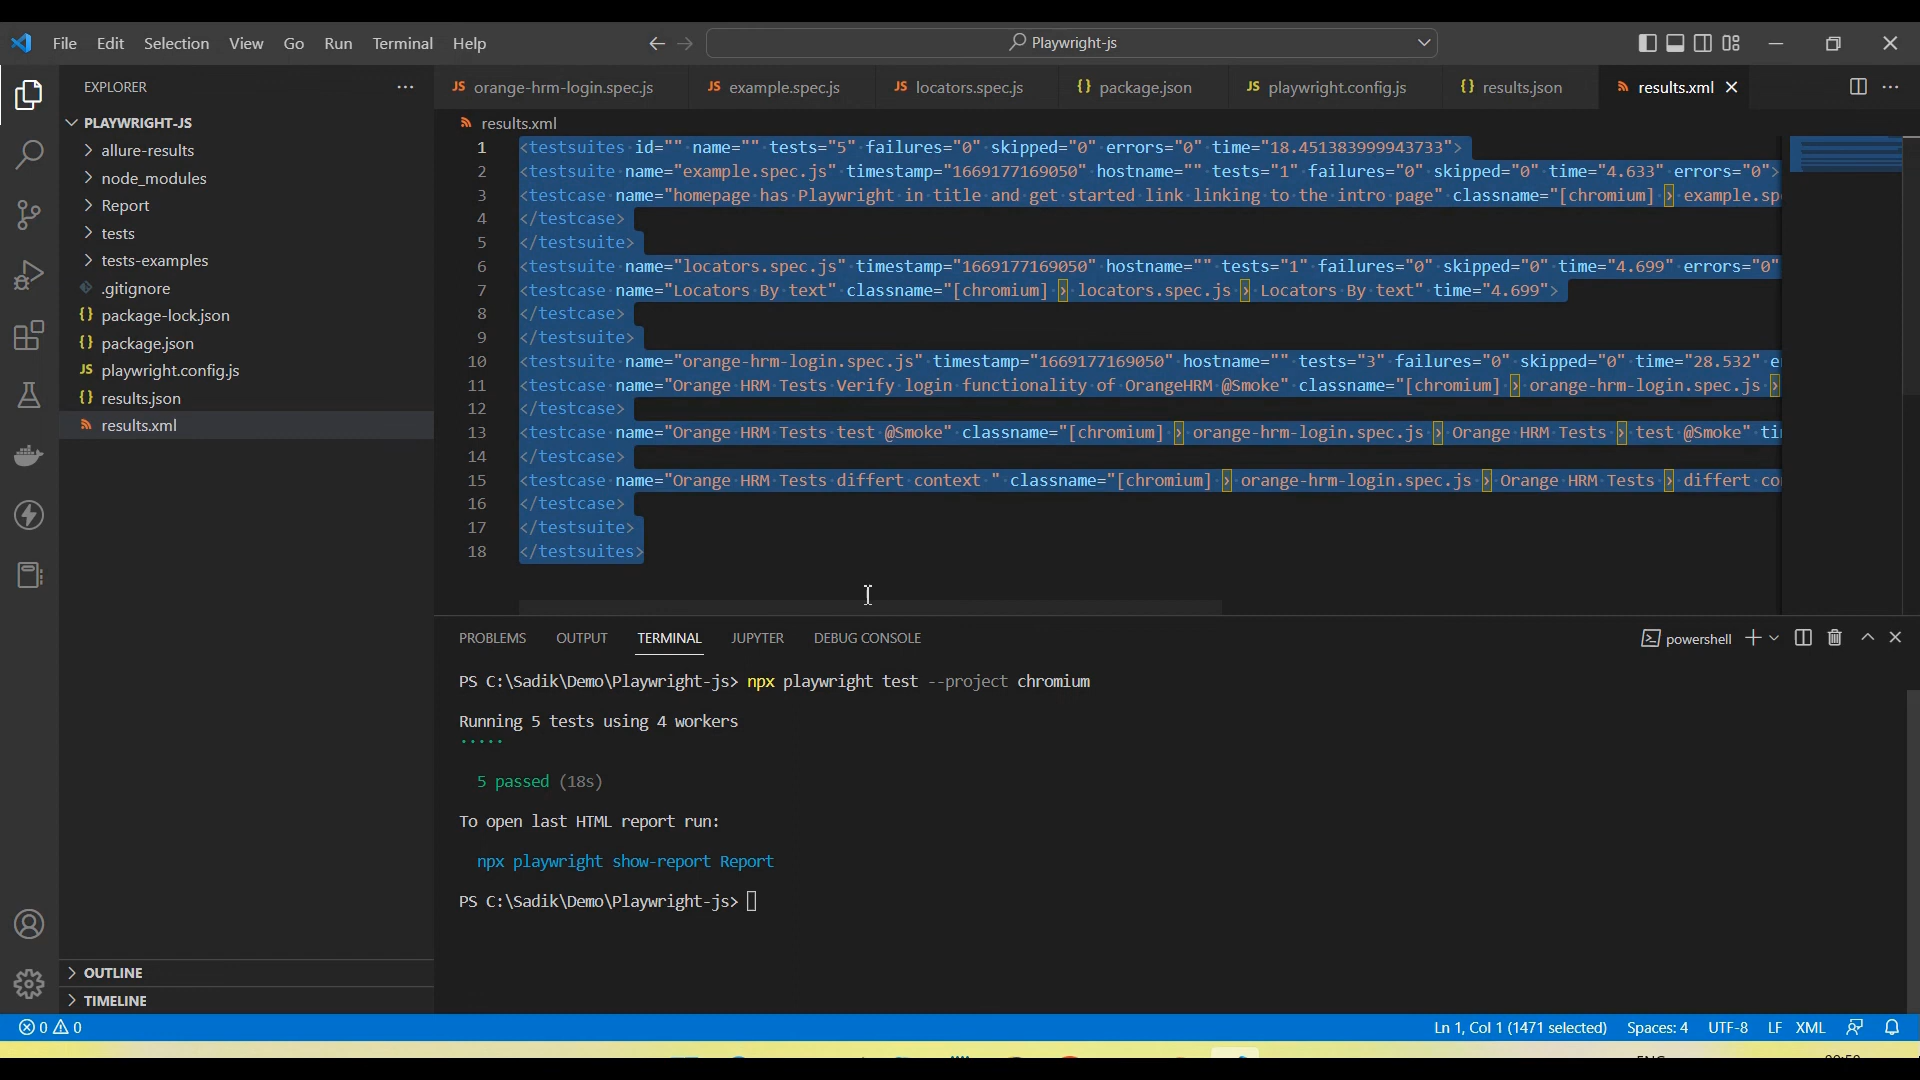 File Edit Selection View Go Run Terminal Help
Playwright-js
EXPLORER
orange-hrm-login.spec.js
example.spec.js
locators.spec.js
package.json
playwright.config.js
results.json
results.xml
PLAYWRIGHT-JS
allure-results
node_modules
Report
tests
tests-examples
.gitignore
package-lock.json
package.json
playwright.config.js
results.json
results.xml
OUTLINE
TIMELINE
results.xml
1 <testsuites id="" name="" tests="5" failures="0" skipped="0" errors="0" time="18.451383999943733">
2 <testsuite name="example.spec.js" timestamp="1669177169050" hostname="" tests="1" failures="0" skipped="0" time="4.633" errors="0">
3 <testcase name="homepage has Playwright in title and get started link linking to the intro page" classname="[chromium] › example.sp
4 </testcase>
5 </testsuite>
6 <testsuite name="locators.spec.js" timestamp="1669177169050" hostname="" tests="1" failures="0" skipped="0" time="4.699" errors="0"
7 <testcase name="Locators By text" classname="[chromium] › locators.spec.js › Locators By text" time="4.699">
8 </testcase>
9 </testsuite>
10 <testsuite name="orange-hrm-login.spec.js" timestamp="1669177169050" hostname="" tests="3" failures="0" skipped="0" time="28.532" e
11 <testcase name="Orange HRM Tests Verify login functionality of OrangeHRM @Smoke" classname="[chromium] › orange-hrm-login.spec.js ›
12 </testcase>
13 <testcase name="Orange HRM Tests test @Smoke" classname="[chromium] › orange-hrm-login.spec.js › Orange HRM Tests › test @Smoke" ti
14 </testcase>
15 <testcase name="Orange HRM Tests differt context " classname="[chromium] › orange-hrm-login.spec.js › Orange HRM Tests › differt co
16 </testcase>
17 </testsuite>
18 </testsuites>
PROBLEMS OUTPUT TERMINAL JUPYTER DEBUG CONSOLE
powershell
PS C:\Sadik\Demo\Playwright-js> npx playwright test --project chromium
Running 5 tests using 4 workers
·····
5 passed (18s)
To open last HTML report run:
npx playwright show-report Report
PS C:\Sadik\Demo\Playwright-js>
0 0
Ln 1, Col 1 (1471 selected) Spaces: 4 UTF-8 LF XML